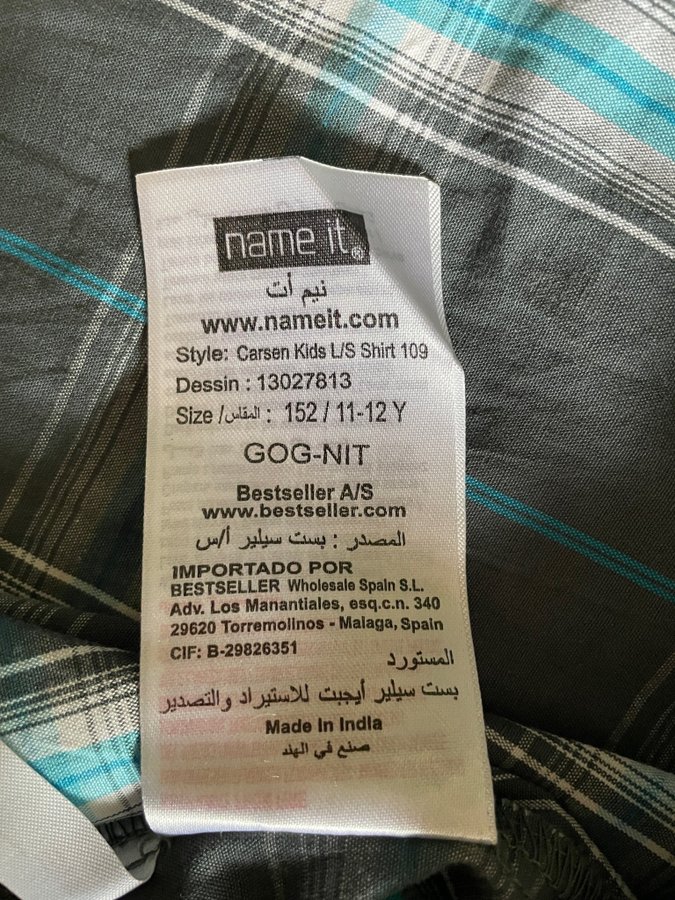 name it®
نيم أت
www.nameit.com
Style: Carsen Kids L/S Shirt 109
Dessin : 13027813
Size / المقاس : 152 / 11-12 Y
GOG-NIT
Bestseller A/S
www.bestseller.com
المصدر : بست سيلير أ/س
IMPORTADO POR
BESTSELLER Wholesale Spain S.L.
Adv. Los Manantiales, esq.c.n. 340
29620 Torremolinos - Malaga, Spain
CIF: B-29826351
المستورد
بست سيلير أيجبت للاستيراد والتصدير
Made In India
صنع في الهند